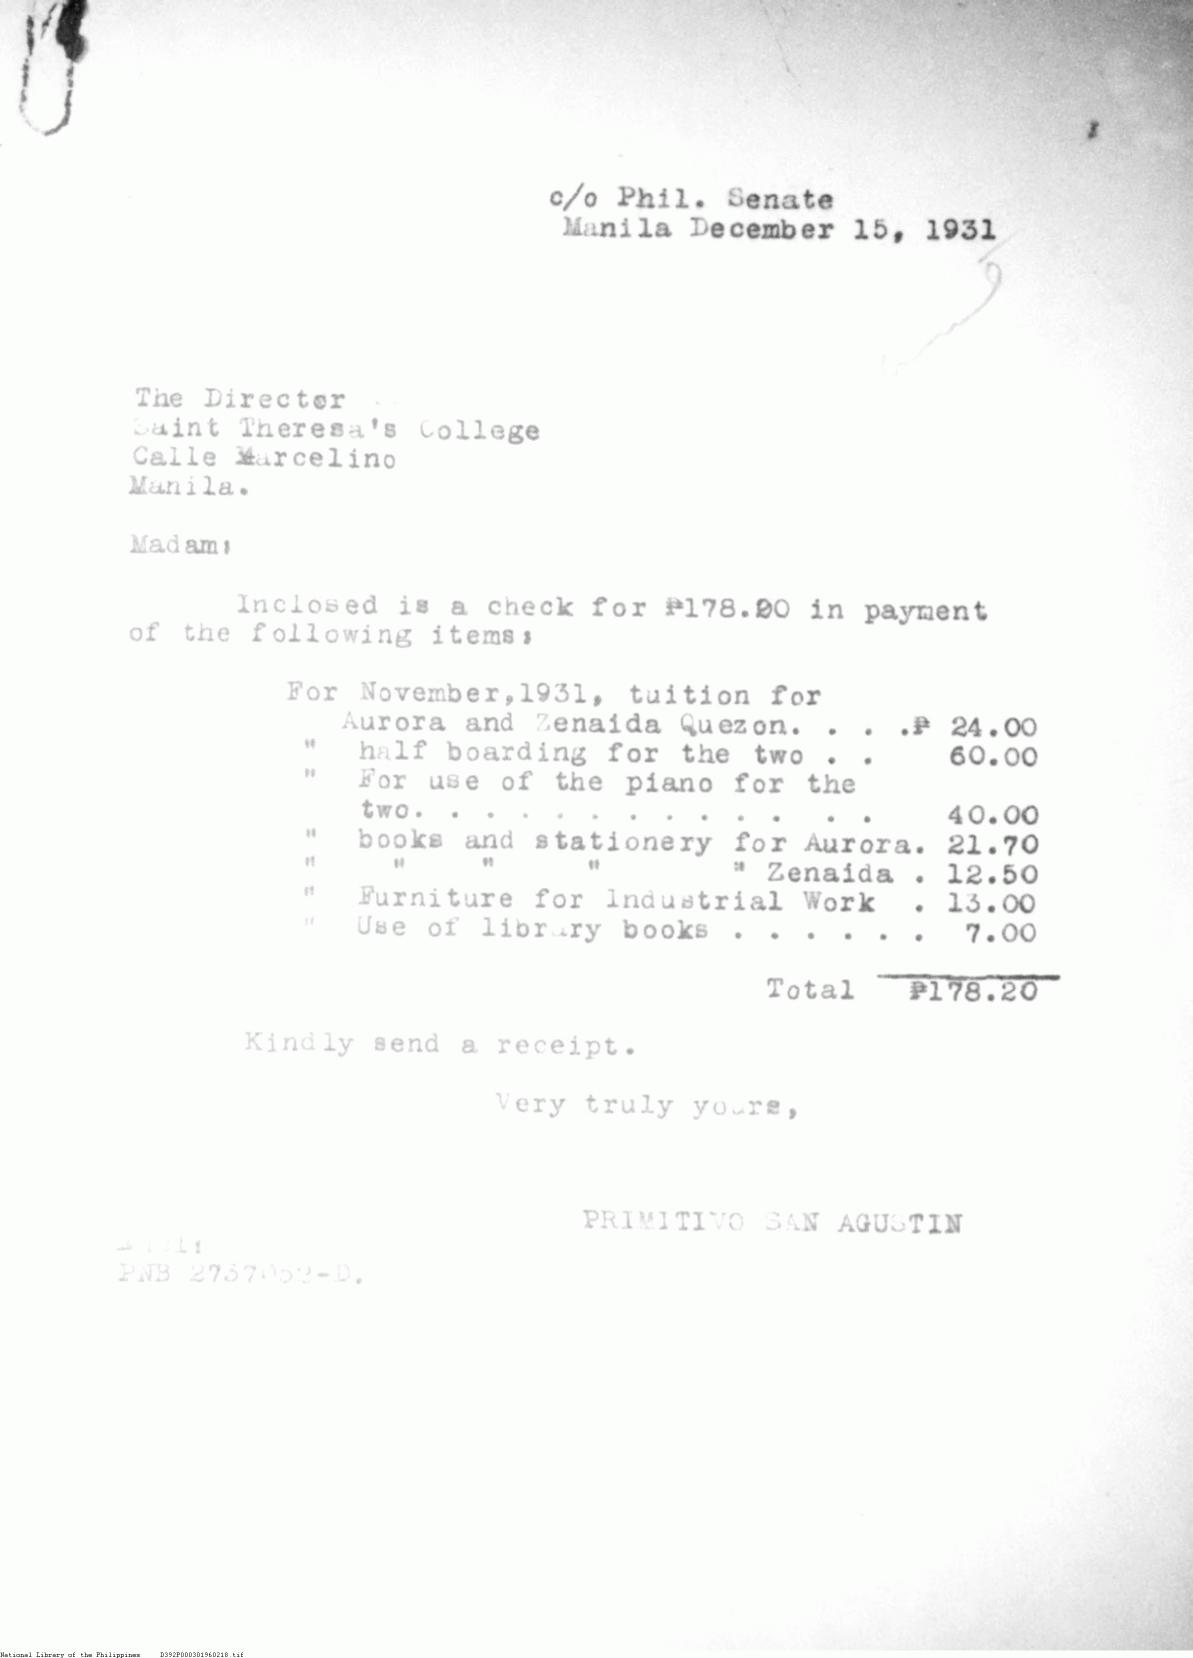 c/o Phil. Senate
Manila December 15, 1931
The Director
Saint Theresa's College
Calle Marcelino
Manila.
Madam:
Inclosed is a check for ₱178.20 in payment
of the following items:
For November,1931, tuition for
Aurora and Zenaida Quezon. . . .₱ 24.00
" half boarding for the two . . 60.00
" For use of the piano for the
two. . . . . . . . . . . . . 40.00
" books and stationery for Aurora. 21.70
" " " " " Zenaida . 12.50
" Furniture for Industrial Work . 13.00
" Use of library books . . . . . . 7.00
Total ₱178.20
Kindly send a receipt.
Very truly yours,
PRIMITIVO SAN AGUSTIN
PNB
National Library of the Philippines D392P000301960218.tif